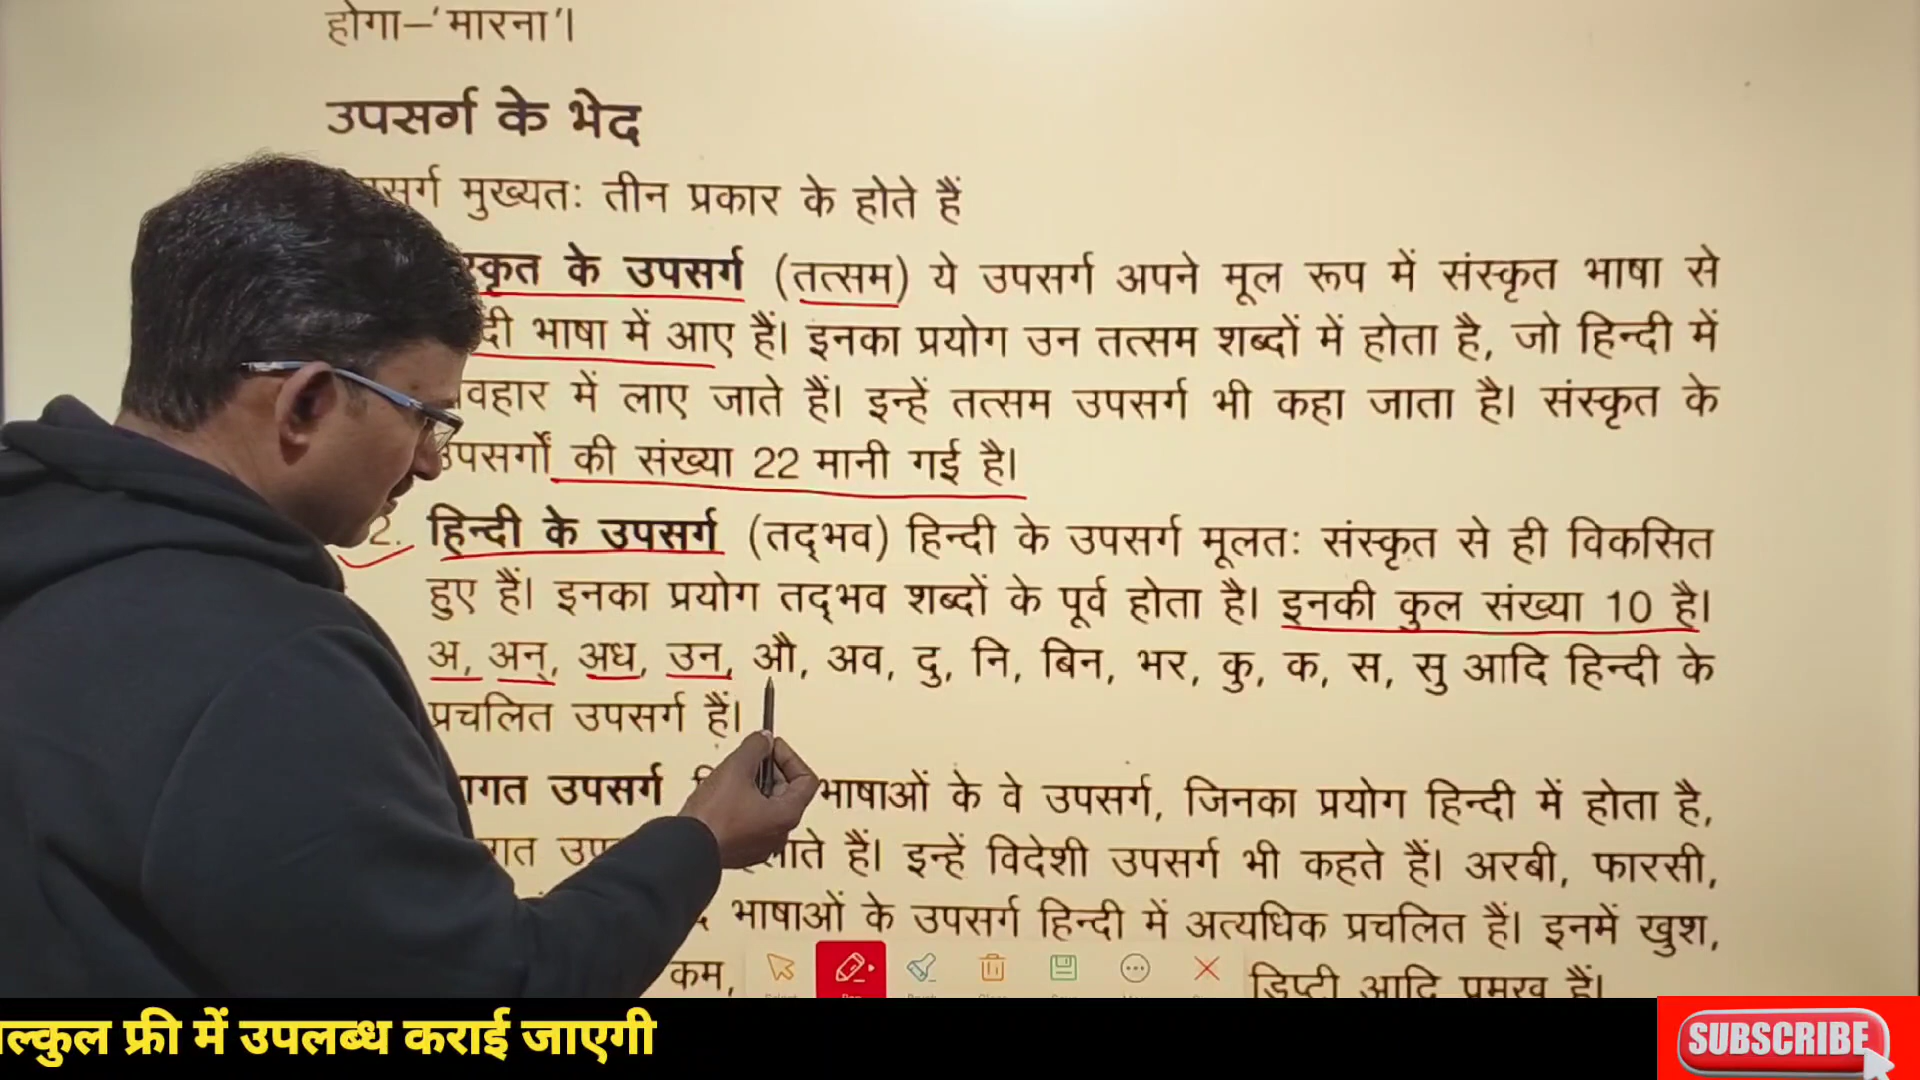 होगा–‘मारना’।
उपसर्ग के भेद
मुख्यतः तीन प्रकार के होते हैं
के उपसर्ग (तत्सम) ये उपसर्ग अपने मूल रूप में संस्कृत भाषा से
भाषा में आए हैं। इनका प्रयोग उन तत्सम शब्दों में होता है, जो हिन्दी में
में लाए जाते हैं। इन्हें तत्सम उपसर्ग भी कहा जाता है। संस्कृत के
उपसर्गों की संख्या 22 मानी गई है।
2. हिन्दी के उपसर्ग (तद्‌भव) हिन्दी के उपसर्ग मूलतः संस्कृत से ही विकसित
हुए हैं। इनका प्रयोग तद्‌भव शब्दों के पूर्व होता है। इनकी कुल संख्या 10 है।
अ, अन्, अध, उन, औ, अव, दु, नि, बिन, भर, कु, क, स, सु आदि हिन्दी के
प्रचलित उपसर्ग हैं।
उपसर्ग भाषाओं के वे उपसर्ग, जिनका प्रयोग हिन्दी में होता है,
हैं। इन्हें विदेशी उपसर्ग भी कहते हैं। अरबी, फारसी,
भाषाओं के उपसर्ग हिन्दी में अत्यधिक प्रचलित हैं। इनमें खुश,
कम, डिप्टी आदि प्रमुख हैं।
फ्री में उपलब्ध कराई जाएगी
SUBSCRIBE